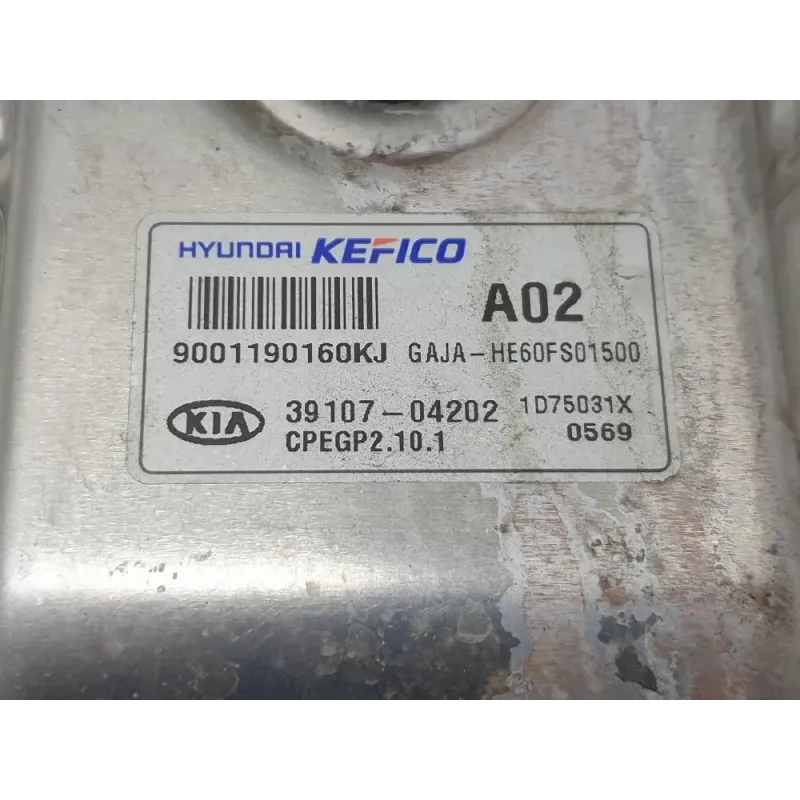 HYUNDAI KEFICO
A02
9001190160KJ GAJA-HE60FS01500
KIA 39107-04202 1D75031X
CPEGP2.10.1 0569